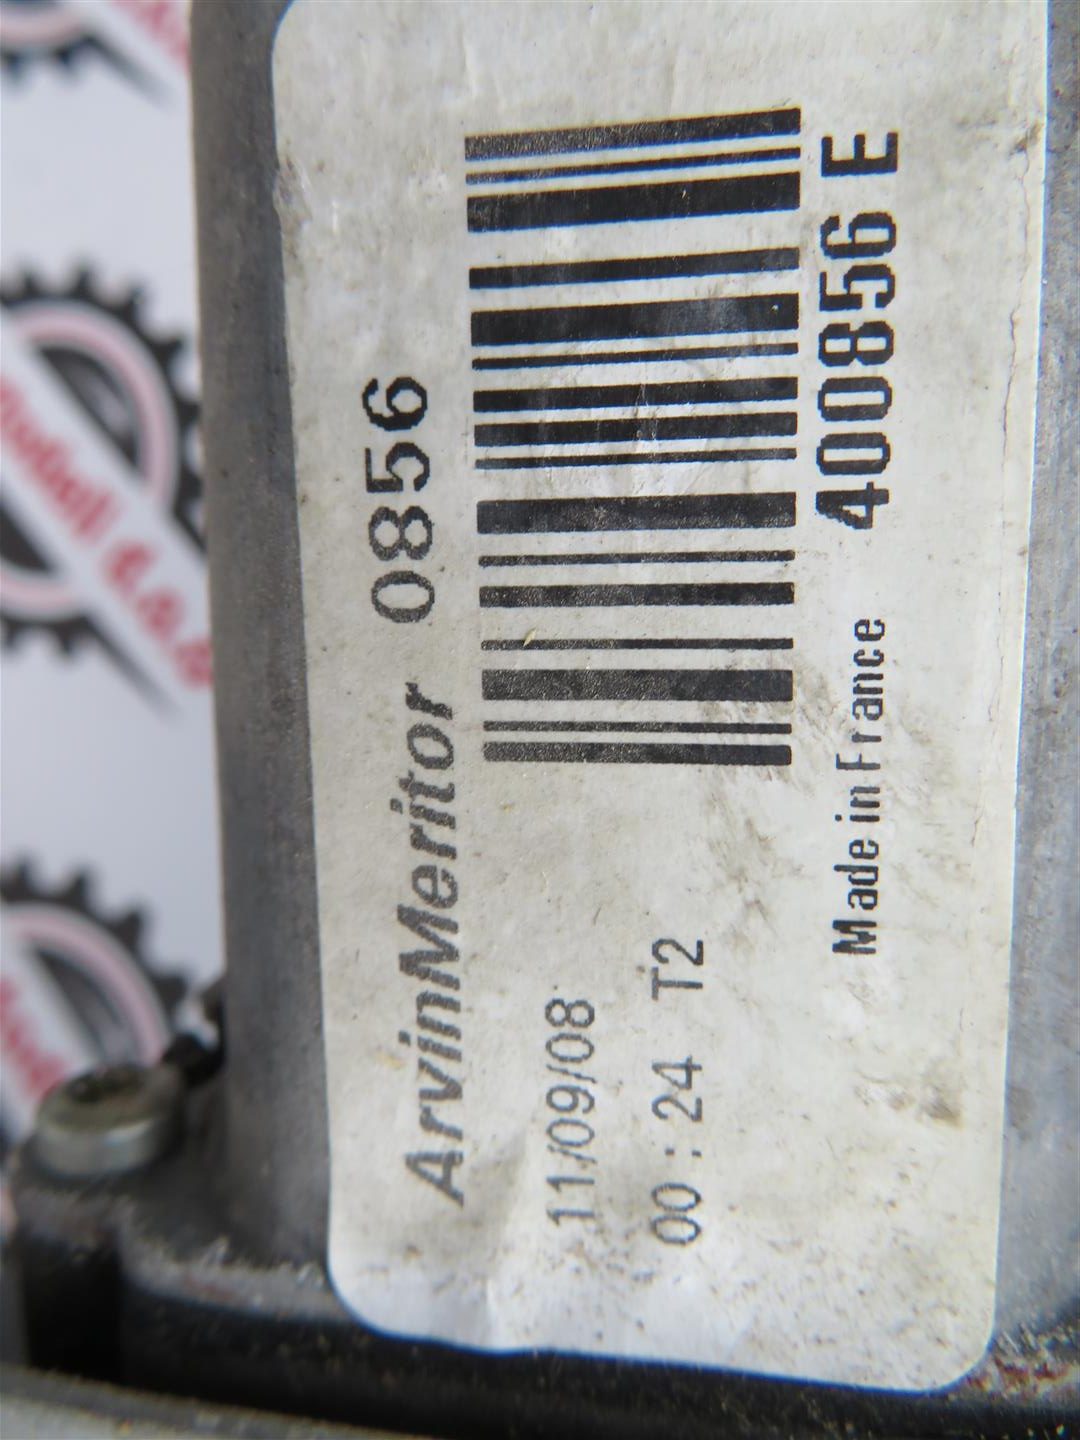 ArvinMeritor 0856
11/09/08
00:24 T2
Made in France 400856 E
d.o.o